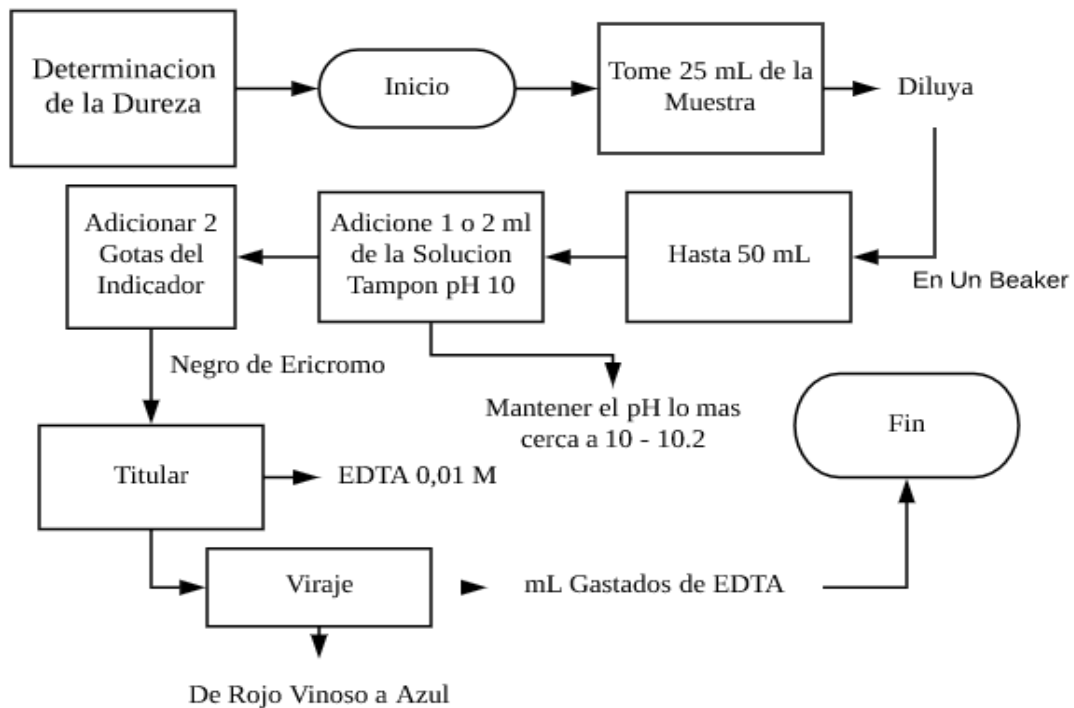 Determinacion
de la Dureza
Inicio
Tome 25 mL de la
Muestra
Diluya
En Un Beaker
Hasta 50 mL
Adicione 1 o 2 ml
de la Solucion
Tampon pH 10
Mantener el pH lo mas
cerca a 10 - 10.2
Adicionar 2
Gotas del
Indicador
Negro de Ericromo
Titular
EDTA 0,01 M
Viraje
De Rojo Vinoso a Azul
mL Gastados de EDTA
Fin